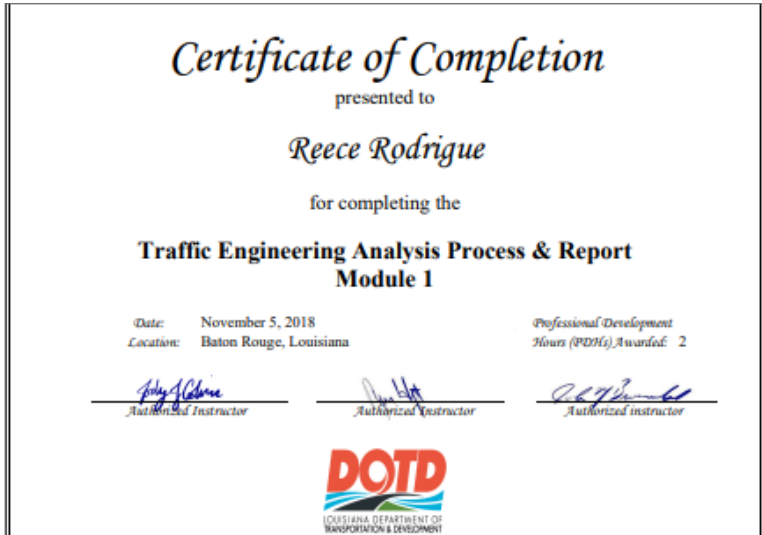 Certificate of Completion
presented to
Reece Rodrigue
for completing the
Traffic Engineering Analysis Process & Report
Module 1
Date: November 5, 2018
Location: Baton Rouge, Louisiana
Professional Development
Hours (PDHs) Awarded: 2
Authorized Instructor
Authorized Instructor
Authorized instructor
DOTD
LOUISIANA DEPARTMENT OF
TRANSPORTATION & DEVELOPMENT